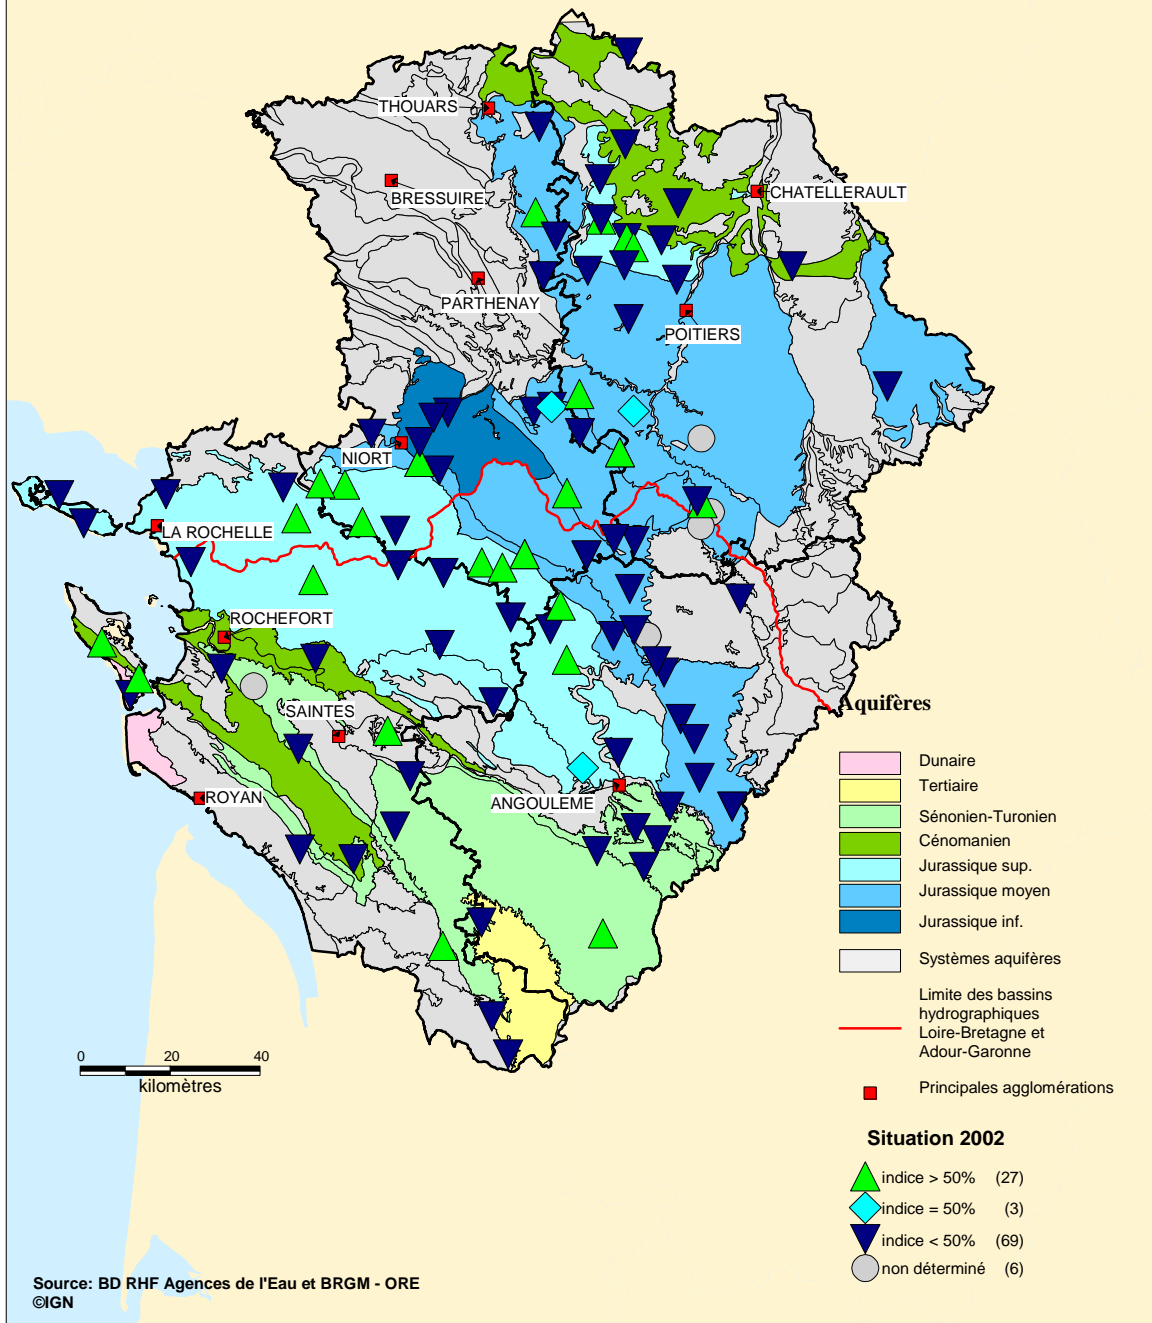 THOUARS
BRESSUIRE
CHATELLERAULT
PARTHENAY
POITIERS
NIORT
LA ROCHELLE
ROCHEFORT
SAINTES
ROYAN
ANGOULEME
Aquifères
Dunaire
Tertiaire
Sénonien-Turonien
Cénomanien
Jurassique sup.
Jurassique moyen
Jurassique inf.
Systèmes aquifères
Limite des bassins
hydrographiques
Loire-Bretagne et
Adour-Garonne
Principales agglomérations
0 20 40
kilomètres
Situation 2002
indice > 50% (27)
indice = 50% (3)
indice < 50% (69)
non déterminé (6)
Source: BD RHF Agences de l'Eau et BRGM - ORE
©IGN